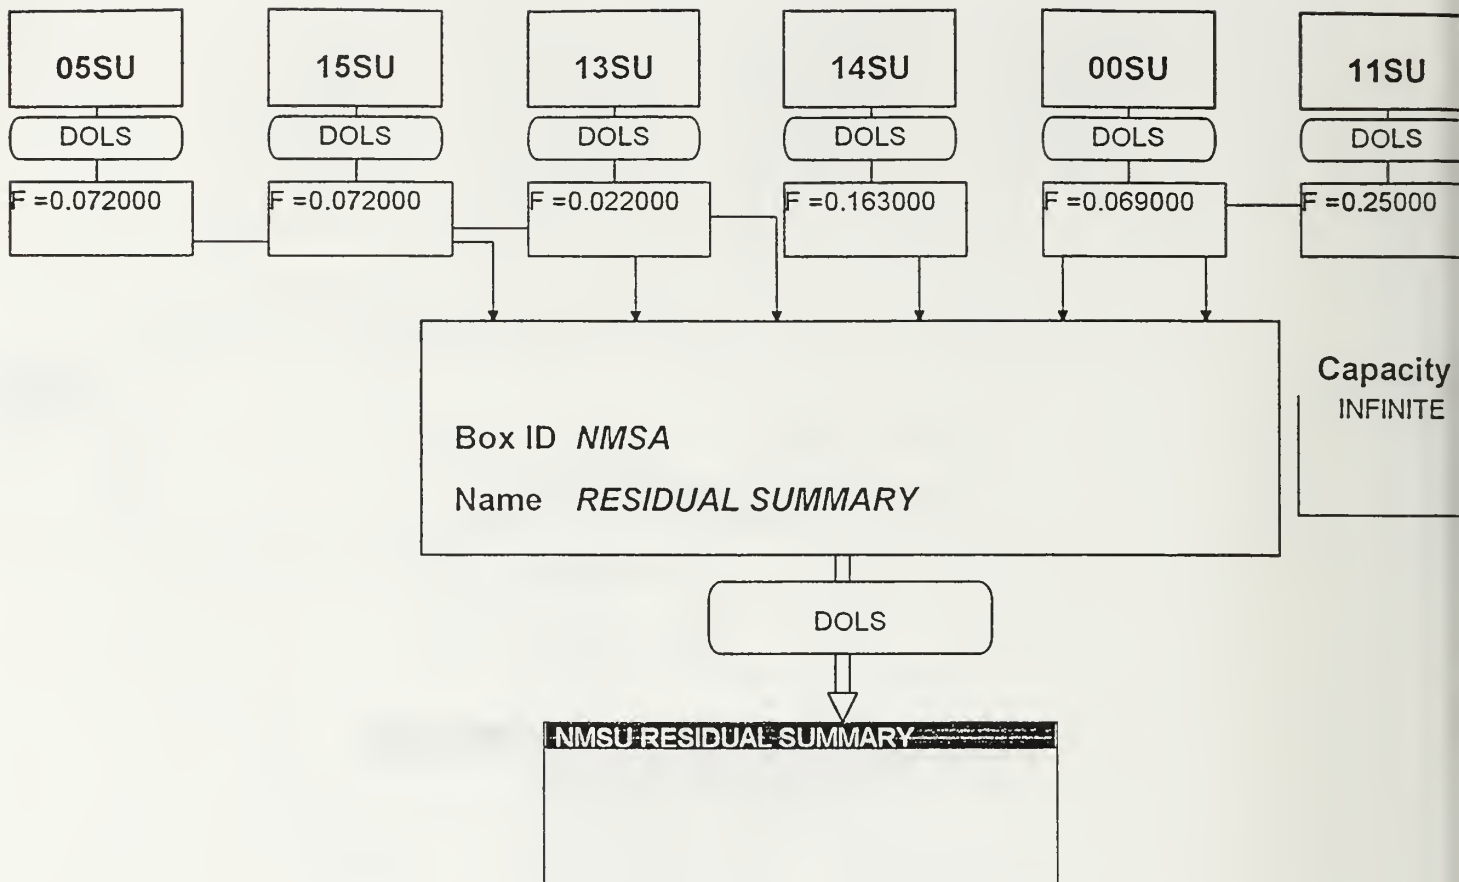 05SU 15SU 13SU 14SU 00SU 11SU
DOLS DOLS DOLS DOLS DOLS DOLS
F =0.072000 F =0.072000 F =0.022000 F =0.163000 F =0.069000 F =0.25000
Capacity
INFINITE
Box ID NMSA
Name RESIDUAL SUMMARY
DOLS
NMSU RESIDUAL SUMMARY